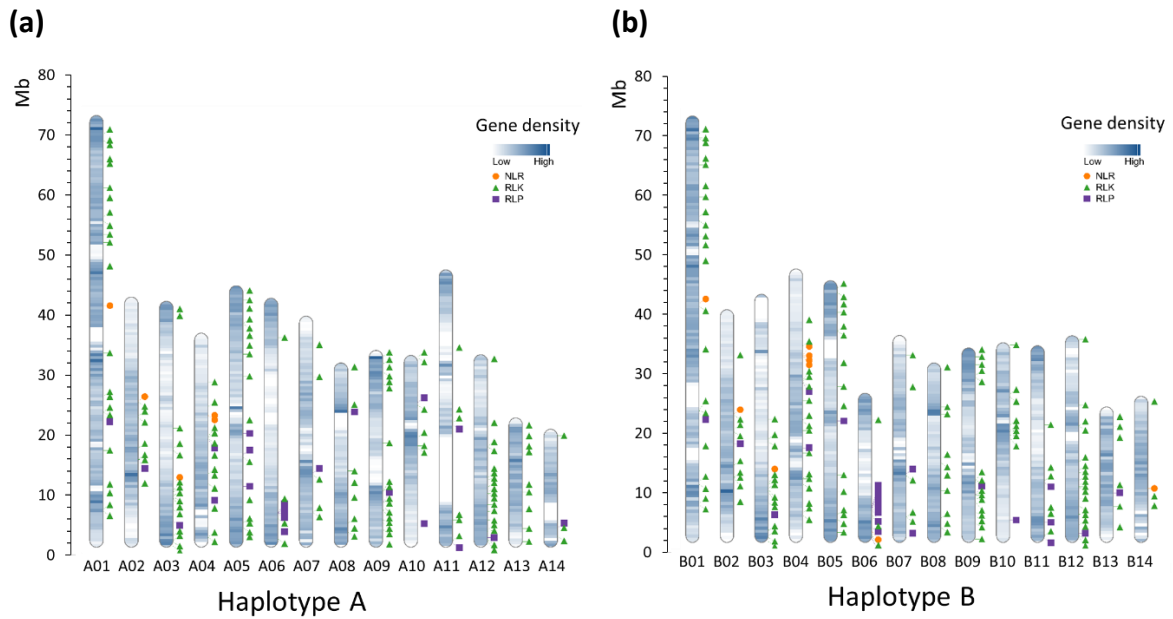 (a)
Mb
80
70
60
50
40
30
20
10
0
Gene density
Low High
NLR
RLK
RLP
A01 A02 A03 A04 A05 A06 A07 A08 A09 A10 A11 A12 A13 A14
Haplotype A
(b)
Mb
80
70
60
50
40
30
20
10
0
Gene density
Low High
NLR
RLK
RLP
B01 B02 B03 B04 B05 B06 B07 B08 B09 B10 B11 B12 B13 B14
Haplotype B